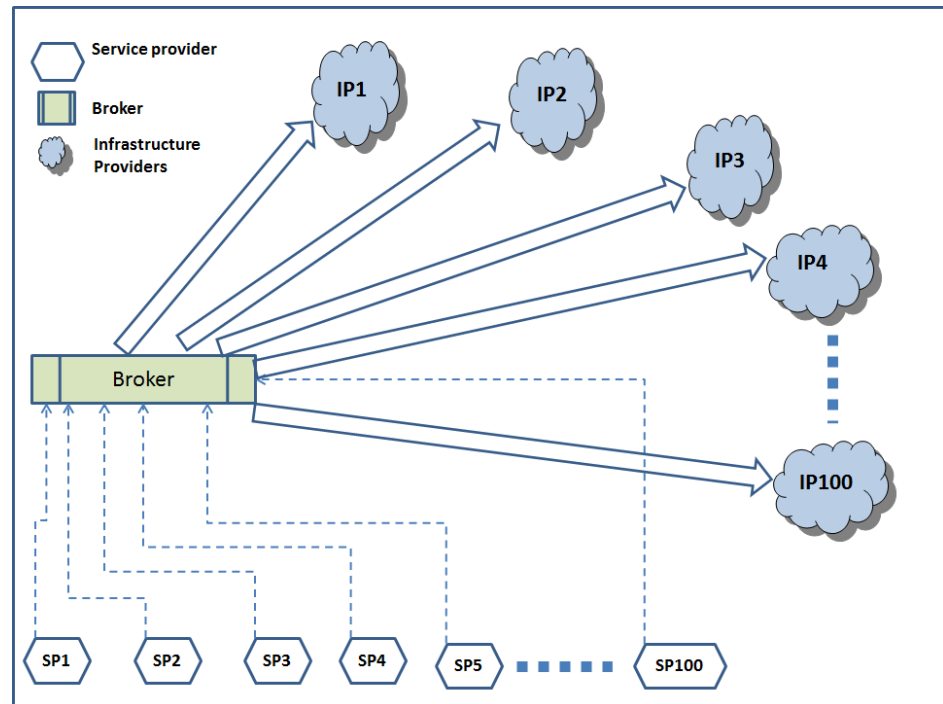 Service provider
Broker
Infrastructure
Providers
IP1
IP2
IP3
IP4
IP100
Broker
SP1
SP2
SP3
SP4
SP5
SP100